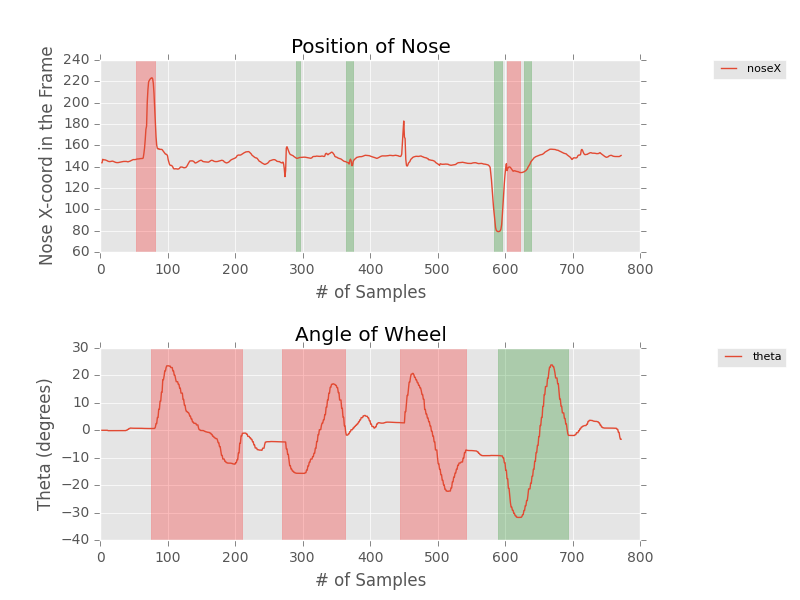 Position of Nose
240
220
200
180
160
140
120
100
80
60
Nose X-coord in the Frame
0 100 200 300 400 500 600 700 800
# of Samples
noseX
Angle of Wheel
30
20
10
0
−10
−20
−30
−40
Theta (degrees)
0 100 200 300 400 500 600 700 800
# of Samples
theta